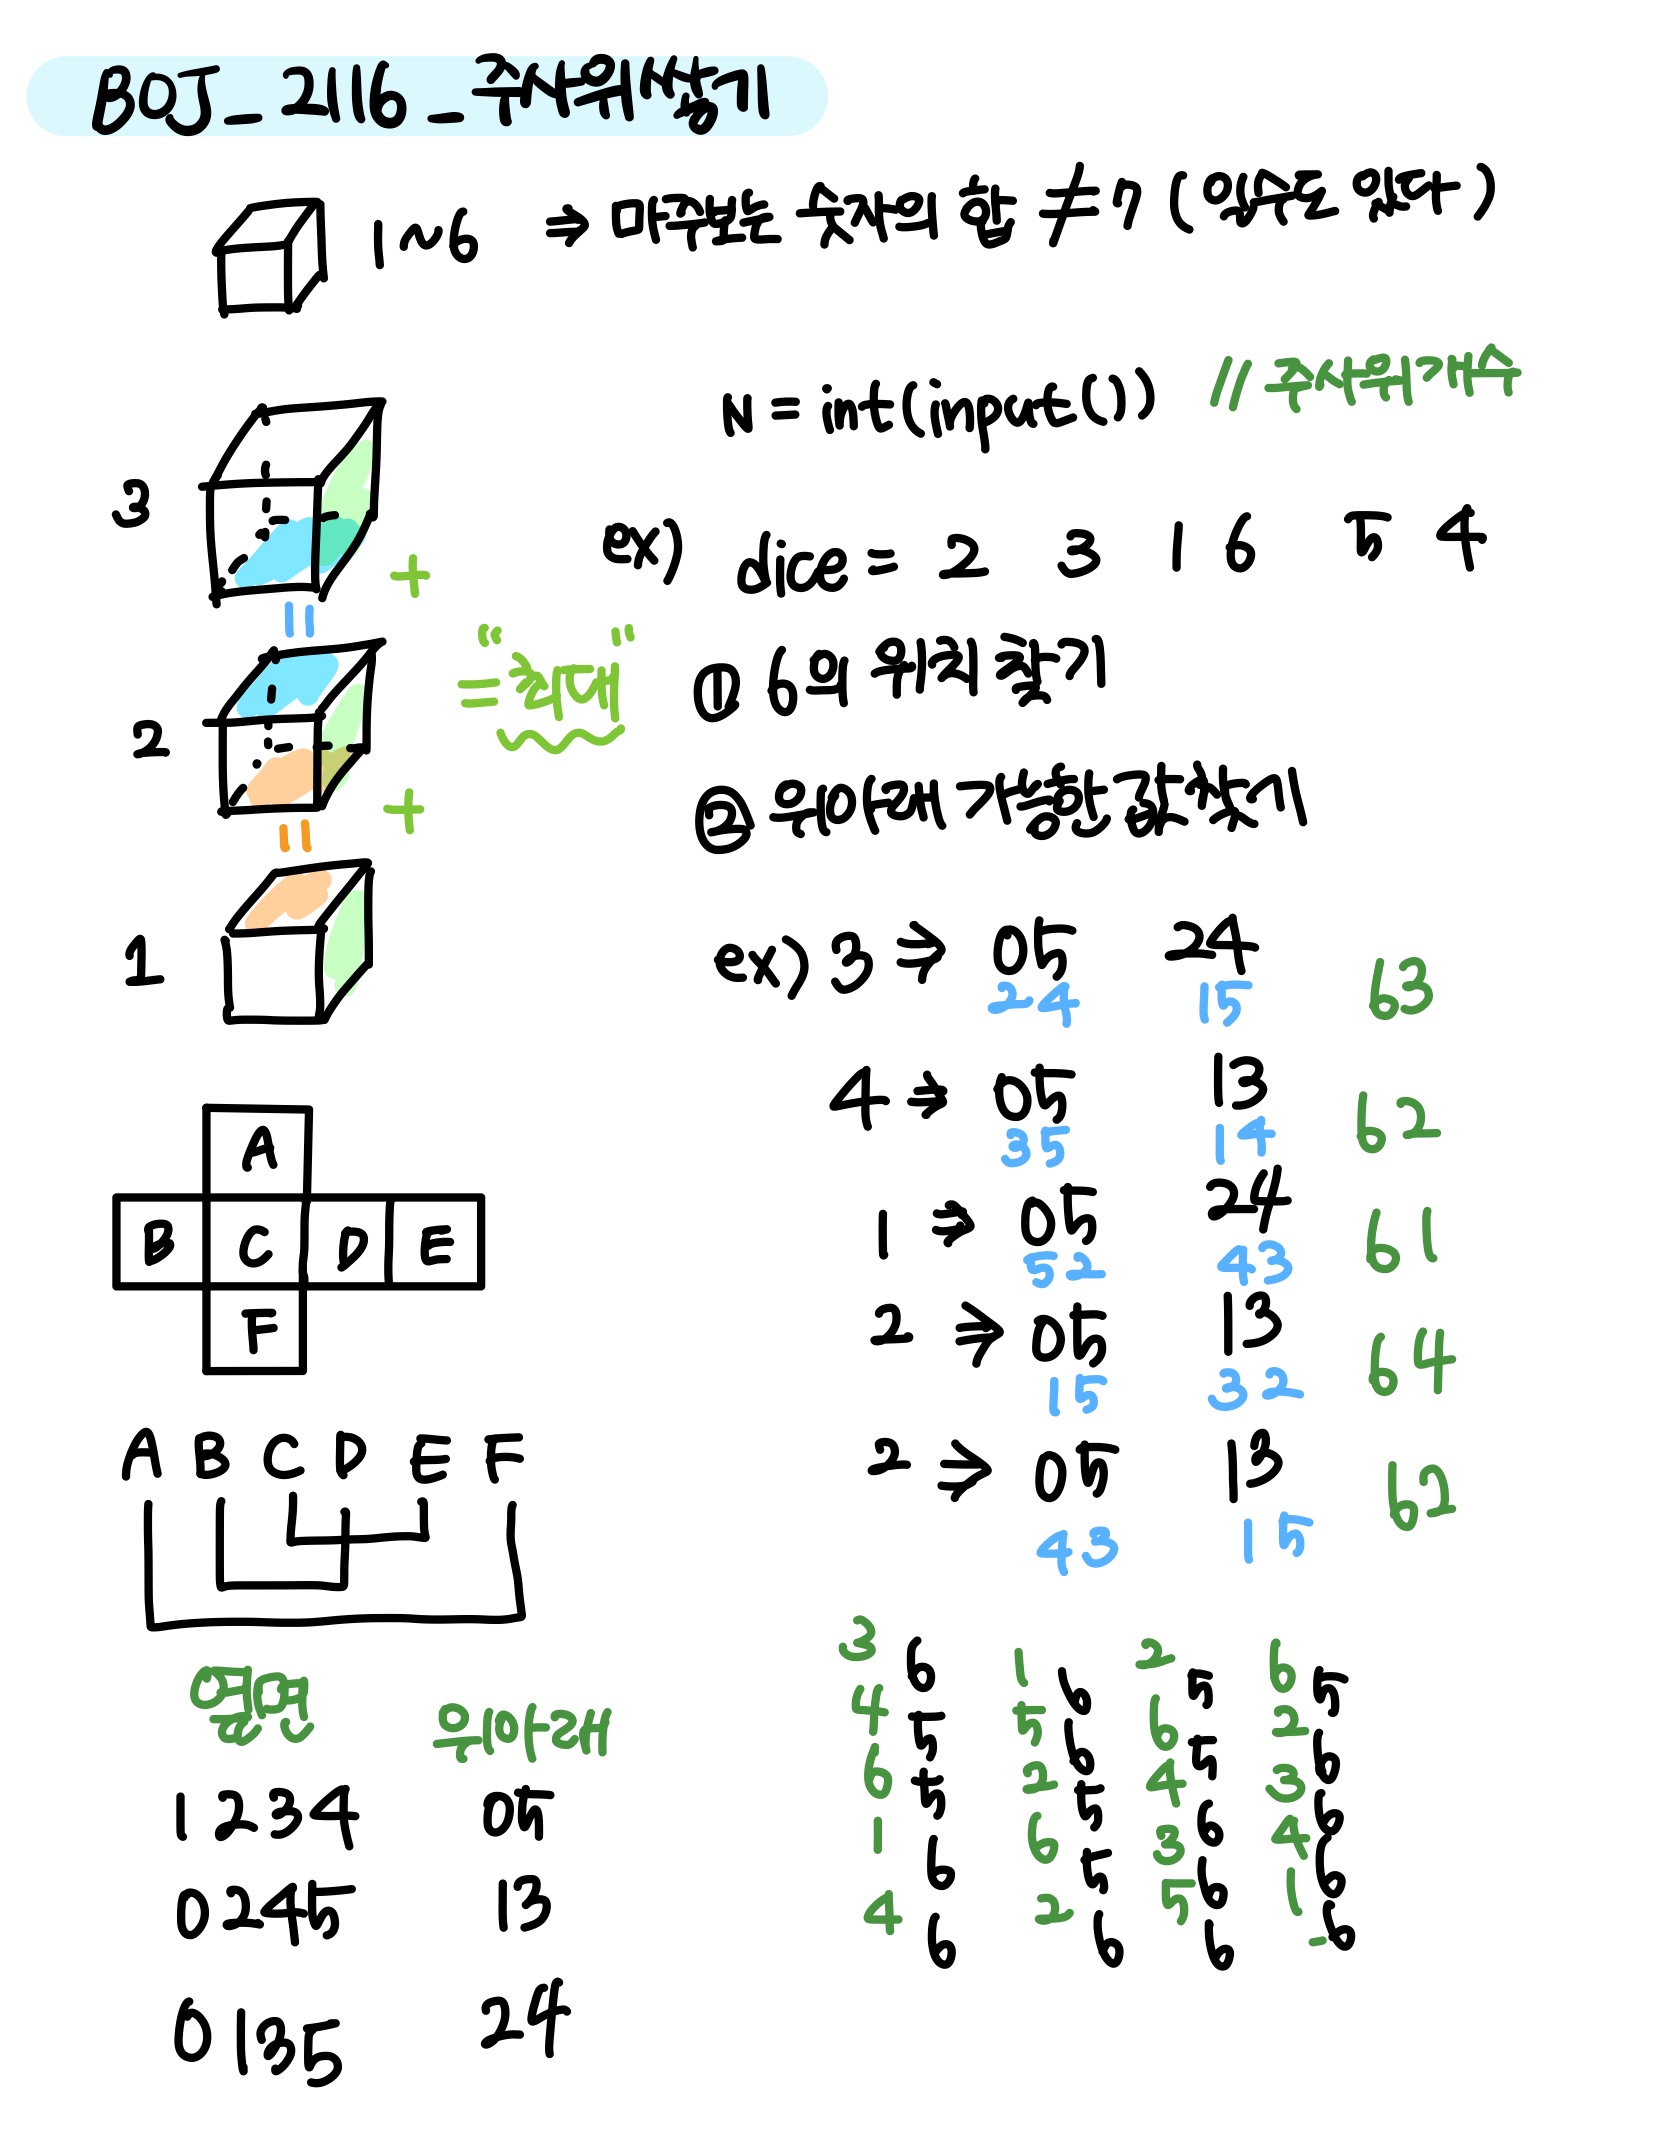 BOJ_2116_주사위쌓기
1~6 ⇒ 마주보는 숫자의 합 ≠ 7 (있수도 있다)
N = int(input()) // 주사위개수
3
ex) dice = 2 3 1 6 5 4
+
=
= "최대"
① 6의 위치 찾기
2
② 위아래 가능한 값찾기
+
=
1
ex) 3 ⇒ 05 24 63
24 15
4 ⇒ 05 13 62
35 14
1 ⇒ 05 24 61
52 43
2 ⇒ 05 13 64
15 32
2 ⇒ 05 13 62
43 15
A
B C D E
F
A B C D E F
옆면 위아래
1234 05
0245 13
0135 24
3 6 1 6 2 5 6 5
4 5 5 6 6 5 2 6
6 5 2 5 4 6 3 6
1 6 6 5 3 6 4 6
4 6 2 6 5 6 1 6